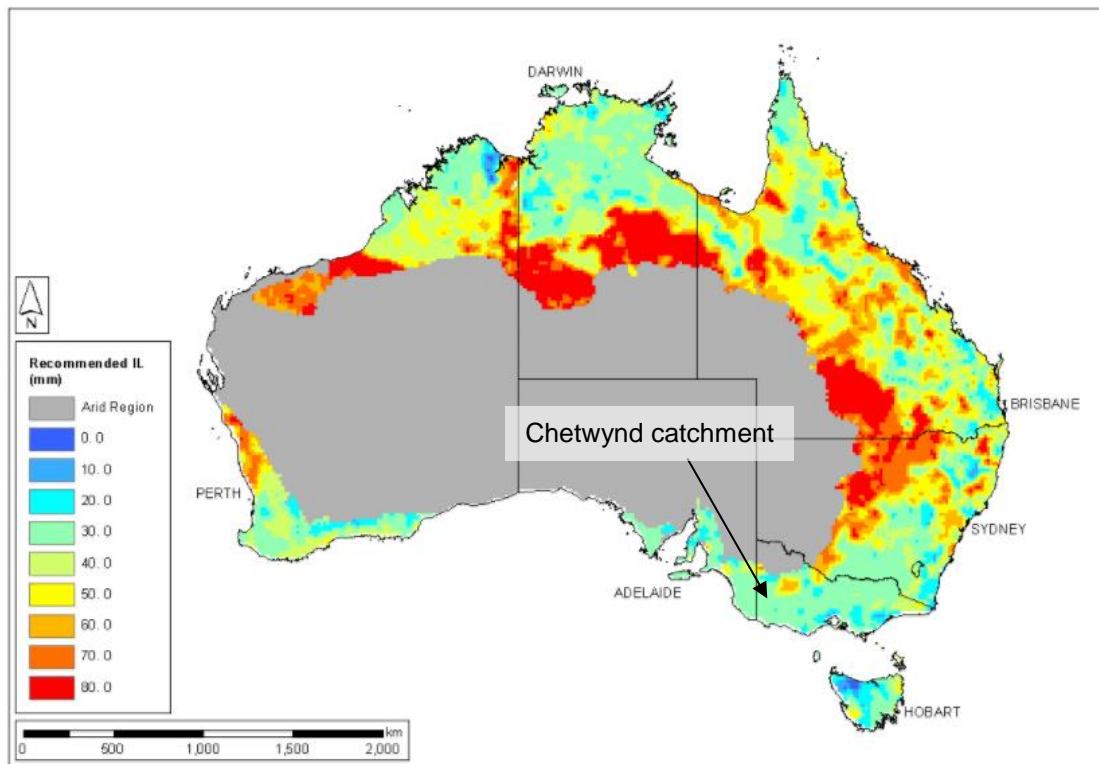 DARWIN
Chetwynd catchment
BRISBANE
PERTH
SYDNEY
ADELAIDE
HOBART
N
Recommended IL
(mm)
Arid Region
0. 0
10. 0
20. 0
30. 0
40. 0
50. 0
60. 0
70. 0
80. 0
km
0 500 1,000 1,500 2,000